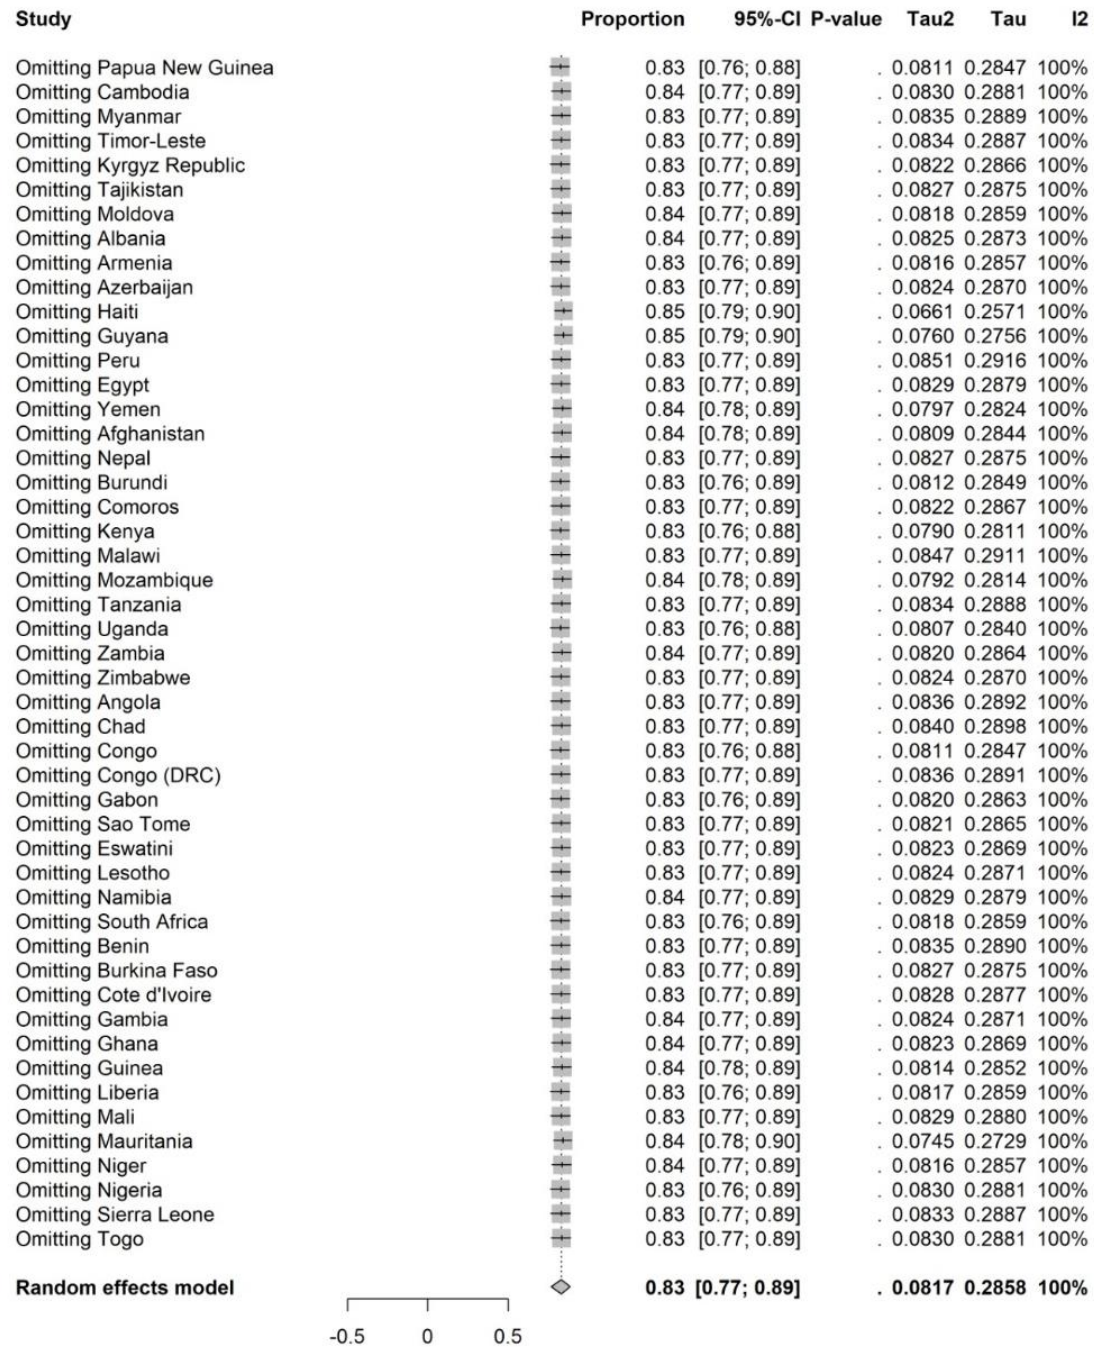 Study Proportion 95%-CI P-value Tau2 Tau I2
Omitting Papua New Guinea 0.83 [0.76; 0.88] . 0.0811 0.2847 100%
Omitting Cambodia 0.84 [0.77; 0.89] . 0.0830 0.2881 100%
Omitting Myanmar 0.83 [0.77; 0.89] . 0.0835 0.2889 100%
Omitting Timor-Leste 0.83 [0.77; 0.89] . 0.0834 0.2887 100%
Omitting Kyrgyz Republic 0.83 [0.77; 0.89] . 0.0822 0.2866 100%
Omitting Tajikistan 0.83 [0.77; 0.89] . 0.0827 0.2875 100%
Omitting Moldova 0.84 [0.77; 0.89] . 0.0818 0.2859 100%
Omitting Albania 0.84 [0.77; 0.89] . 0.0825 0.2873 100%
Omitting Armenia 0.83 [0.76; 0.89] . 0.0816 0.2857 100%
Omitting Azerbaijan 0.83 [0.77; 0.89] . 0.0824 0.2870 100%
Omitting Haiti 0.85 [0.79; 0.90] . 0.0661 0.2571 100%
Omitting Guyana 0.85 [0.79; 0.90] . 0.0760 0.2756 100%
Omitting Peru 0.83 [0.77; 0.89] . 0.0851 0.2916 100%
Omitting Egypt 0.83 [0.77; 0.89] . 0.0829 0.2879 100%
Omitting Yemen 0.84 [0.78; 0.89] . 0.0797 0.2824 100%
Omitting Afghanistan 0.84 [0.78; 0.89] . 0.0809 0.2844 100%
Omitting Nepal 0.83 [0.77; 0.89] . 0.0827 0.2875 100%
Omitting Burundi 0.83 [0.76; 0.89] . 0.0812 0.2849 100%
Omitting Comoros 0.83 [0.77; 0.89] . 0.0822 0.2867 100%
Omitting Kenya 0.83 [0.76; 0.88] . 0.0790 0.2811 100%
Omitting Malawi 0.83 [0.77; 0.89] . 0.0847 0.2911 100%
Omitting Mozambique 0.84 [0.78; 0.89] . 0.0792 0.2814 100%
Omitting Tanzania 0.83 [0.77; 0.89] . 0.0834 0.2888 100%
Omitting Uganda 0.83 [0.76; 0.88] . 0.0807 0.2840 100%
Omitting Zambia 0.84 [0.77; 0.89] . 0.0820 0.2864 100%
Omitting Zimbabwe 0.83 [0.77; 0.89] . 0.0824 0.2870 100%
Omitting Angola 0.83 [0.77; 0.89] . 0.0836 0.2892 100%
Omitting Chad 0.83 [0.77; 0.89] . 0.0840 0.2898 100%
Omitting Congo 0.83 [0.76; 0.88] . 0.0811 0.2847 100%
Omitting Congo (DRC) 0.83 [0.77; 0.89] . 0.0836 0.2891 100%
Omitting Gabon 0.83 [0.76; 0.89] . 0.0820 0.2863 100%
Omitting Sao Tome 0.83 [0.77; 0.89] . 0.0821 0.2865 100%
Omitting Eswatini 0.83 [0.77; 0.89] . 0.0823 0.2869 100%
Omitting Lesotho 0.83 [0.77; 0.89] . 0.0824 0.2871 100%
Omitting Namibia 0.84 [0.77; 0.89] . 0.0829 0.2879 100%
Omitting South Africa 0.83 [0.76; 0.89] . 0.0818 0.2859 100%
Omitting Benin 0.83 [0.77; 0.89] . 0.0835 0.2890 100%
Omitting Burkina Faso 0.83 [0.77; 0.89] . 0.0827 0.2875 100%
Omitting Cote d'Ivoire 0.83 [0.77; 0.89] . 0.0828 0.2877 100%
Omitting Gambia 0.84 [0.77; 0.89] . 0.0824 0.2871 100%
Omitting Ghana 0.84 [0.77; 0.89] . 0.0823 0.2869 100%
Omitting Guinea 0.84 [0.78; 0.89] . 0.0814 0.2852 100%
Omitting Liberia 0.83 [0.76; 0.89] . 0.0817 0.2859 100%
Omitting Mali 0.83 [0.77; 0.89] . 0.0829 0.2880 100%
Omitting Mauritania 0.84 [0.78; 0.90] . 0.0745 0.2729 100%
Omitting Niger 0.84 [0.77; 0.89] . 0.0816 0.2857 100%
Omitting Nigeria 0.83 [0.76; 0.89] . 0.0830 0.2881 100%
Omitting Sierra Leone 0.83 [0.77; 0.89] . 0.0833 0.2887 100%
Omitting Togo 0.83 [0.77; 0.89] . 0.0830 0.2881 100%
Random effects model 0.83 [0.77; 0.89] . 0.0817 0.2858 100%
-0.5 0 0.5